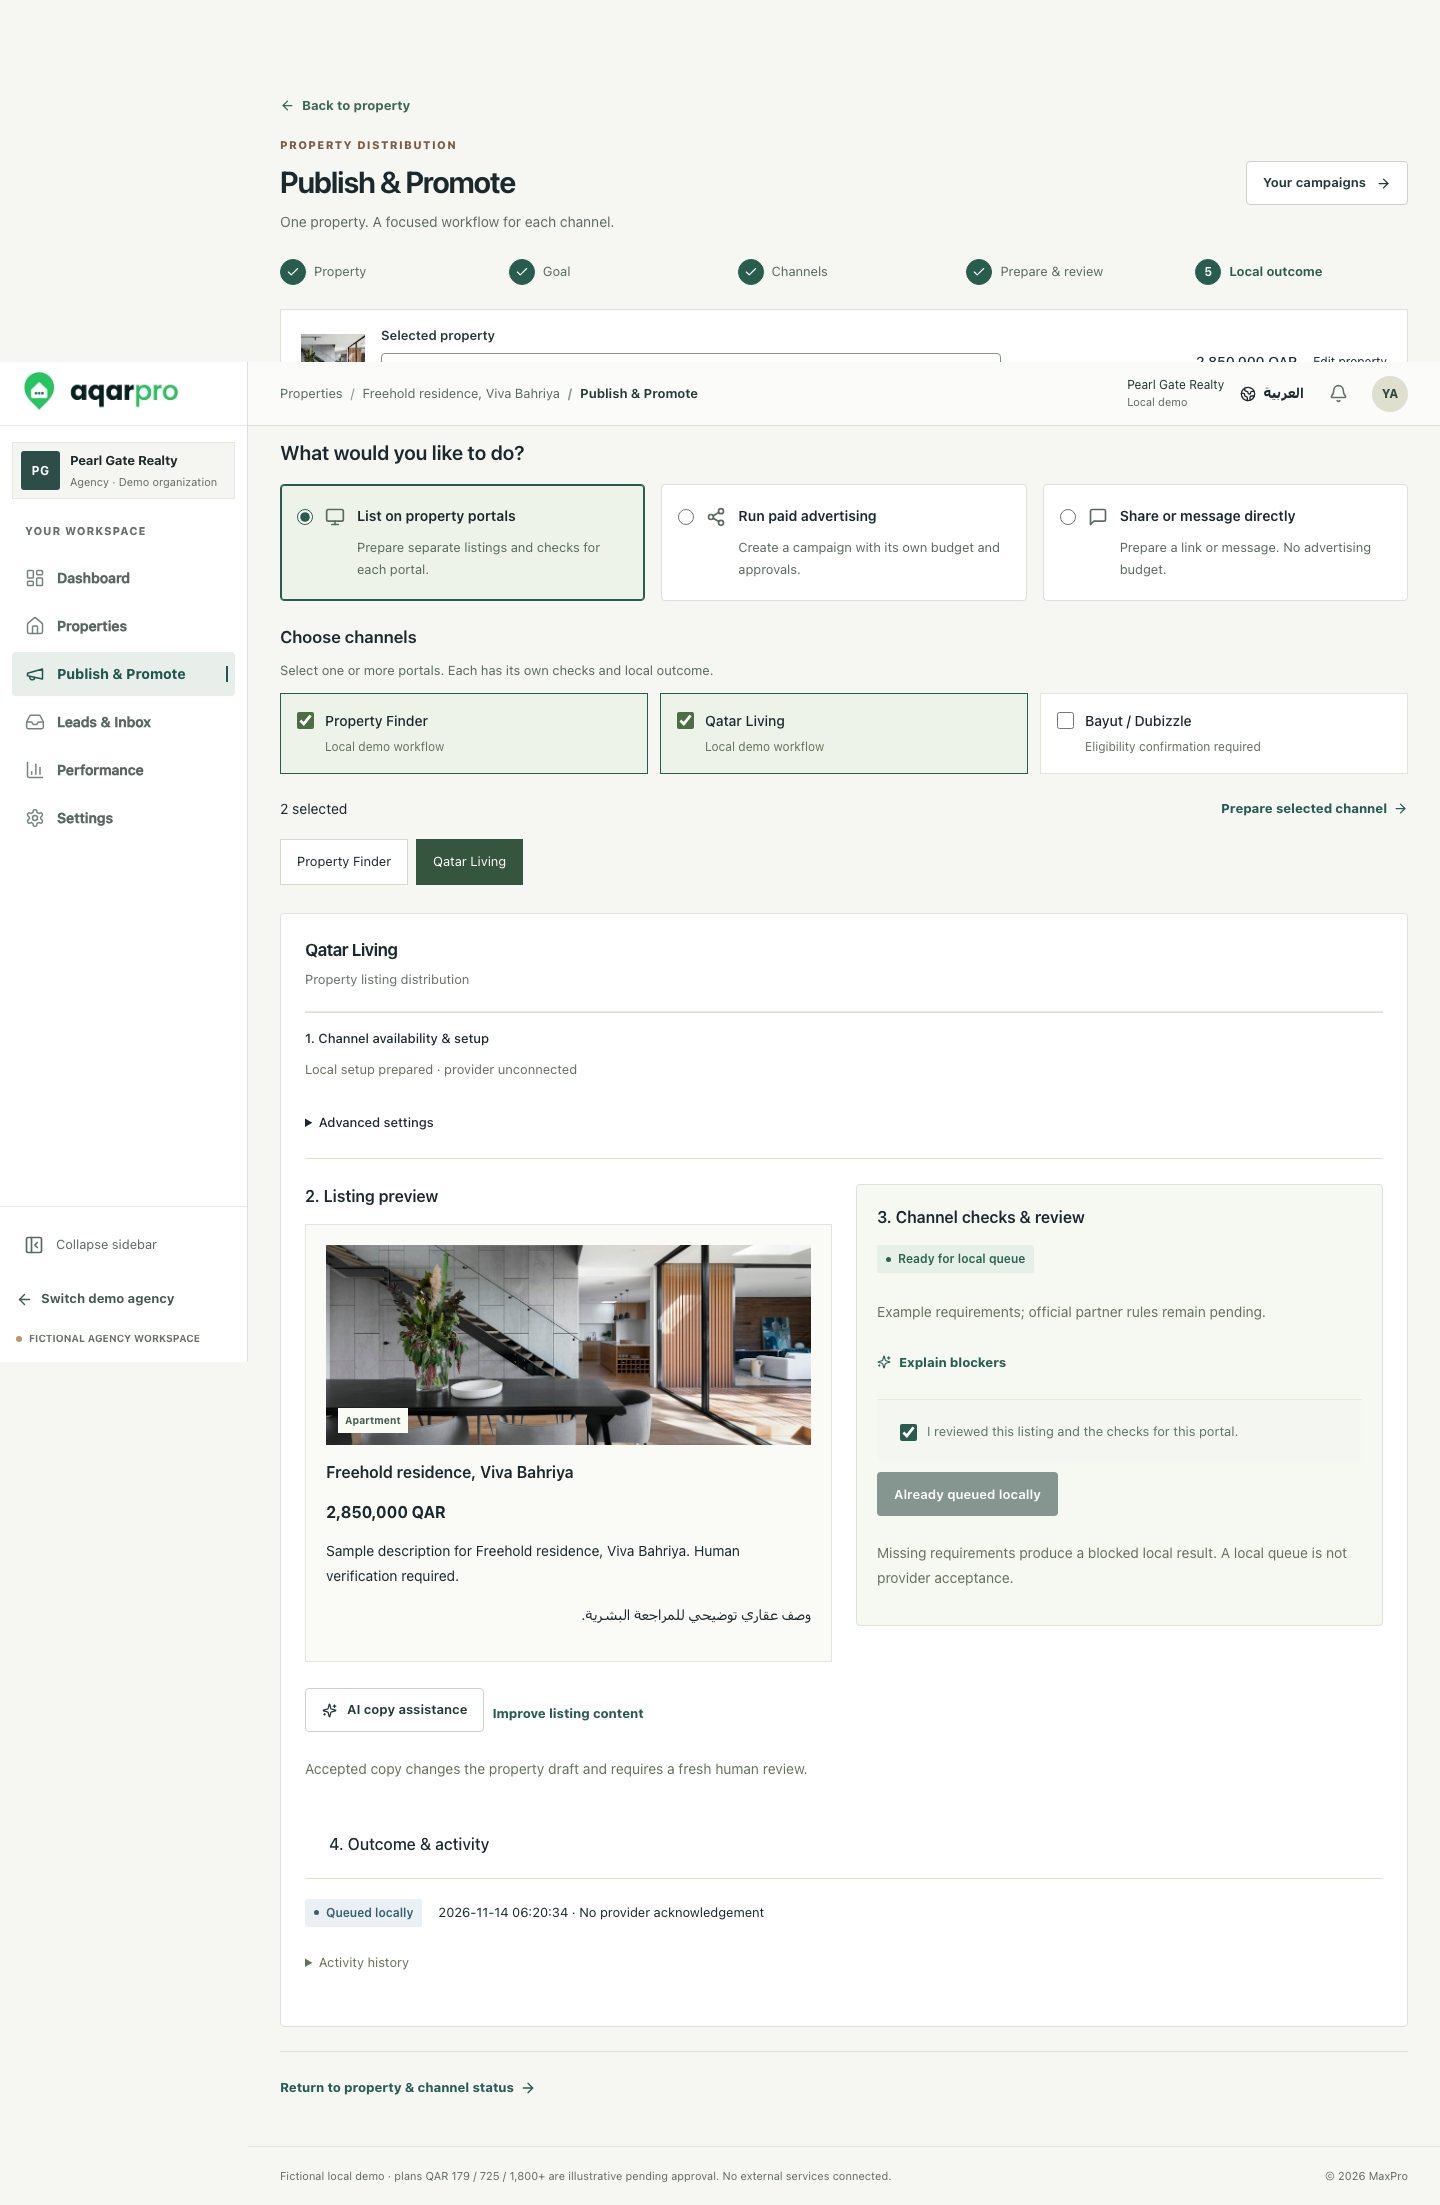 Back to property
PROPERTY DISTRIBUTION
Publish & Promote
Your campaigns
One property. A focused workflow for each channel.
Property
Goal
Channels
Prepare & review
5 Local outcome
Selected property
2,850,000 QAR Edit property
aqarpro
Properties / Freehold residence, Viva Bahriya / Publish & Promote
Pearl Gate Realty
Local demo
العربية
YA
PG
Pearl Gate Realty
Agency · Demo organization
YOUR WORKSPACE
Dashboard
Properties
Publish & Promote
Leads & Inbox
Performance
Settings
Collapse sidebar
Switch demo agency
FICTIONAL AGENCY WORKSPACE
What would you like to do?
List on property portals
Prepare separate listings and checks for
each portal.
Run paid advertising
Create a campaign with its own budget and
approvals.
Share or message directly
Prepare a link or message. No advertising
budget.
Choose channels
Select one or more portals. Each has its own checks and local outcome.
Property Finder
Local demo workflow
Qatar Living
Local demo workflow
Bayut / Dubizzle
Eligibility confirmation required
2 selected
Prepare selected channel
Property Finder
Qatar Living
Qatar Living
Property listing distribution
1. Channel availability & setup
Local setup prepared · provider unconnected
Advanced settings
2. Listing preview
Apartment
Freehold residence, Viva Bahriya
2,850,000 QAR
Sample description for Freehold residence, Viva Bahriya. Human
verification required.
وصف عقاري توضيحي للمراجعة البشرية.
3. Channel checks & review
Ready for local queue
Example requirements; official partner rules remain pending.
Explain blockers
I reviewed this listing and the checks for this portal.
Already queued locally
Missing requirements produce a blocked local result. A local queue is not
provider acceptance.
AI copy assistance
Improve listing content
Accepted copy changes the property draft and requires a fresh human review.
4. Outcome & activity
Queued locally
2026-11-14 06:20:34 · No provider acknowledgement
Activity history
Return to property & channel status
Fictional local demo · plans QAR 179 / 725 / 1,800+ are illustrative pending approval. No external services connected.
© 2026 MaxPro